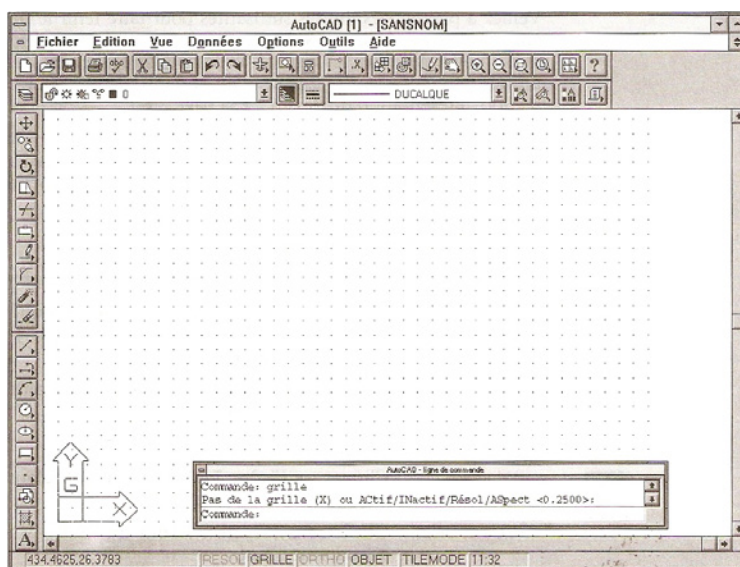 AutoCAD [1] - [SANSNOM]
Fichier Edition Vue Données Options Outils Aide
0 DUCALQUE
Y
G
X
A
AutoCAD - ligne de commande
Commande: grille
Pas de la grille (X) ou ACtif/INactif/Résol/ASpect <0.2500>:
Commande:
434.4625,26.3783 RESOL GRILLE ORTHO OBJET TILEMODE 11:32